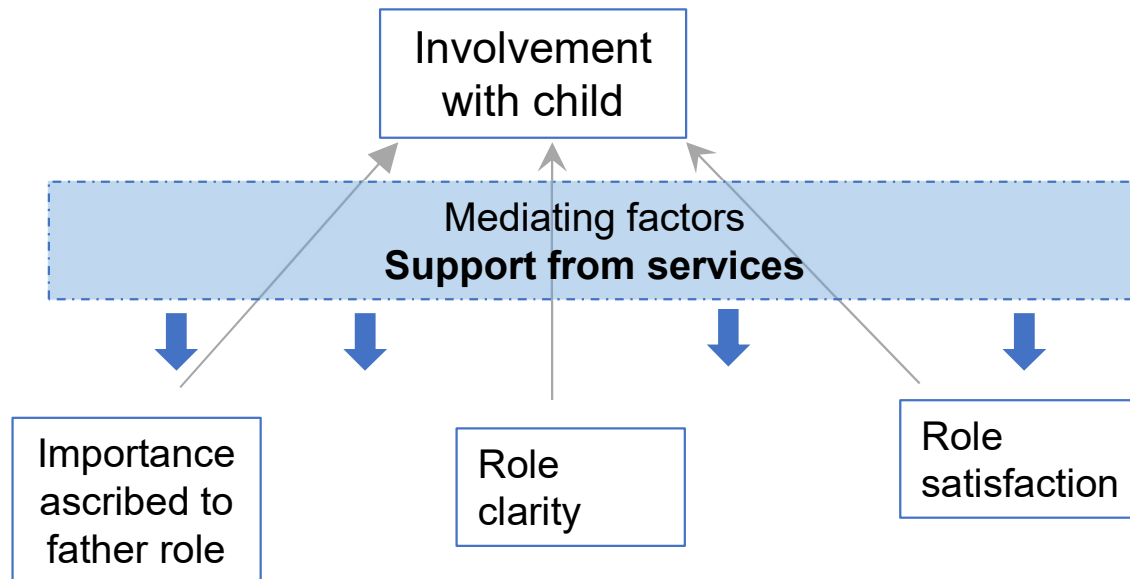 Involvement
with child
Mediating factors
Support from services
Importance
ascribed to
father role
Role
clarity
Role
satisfaction